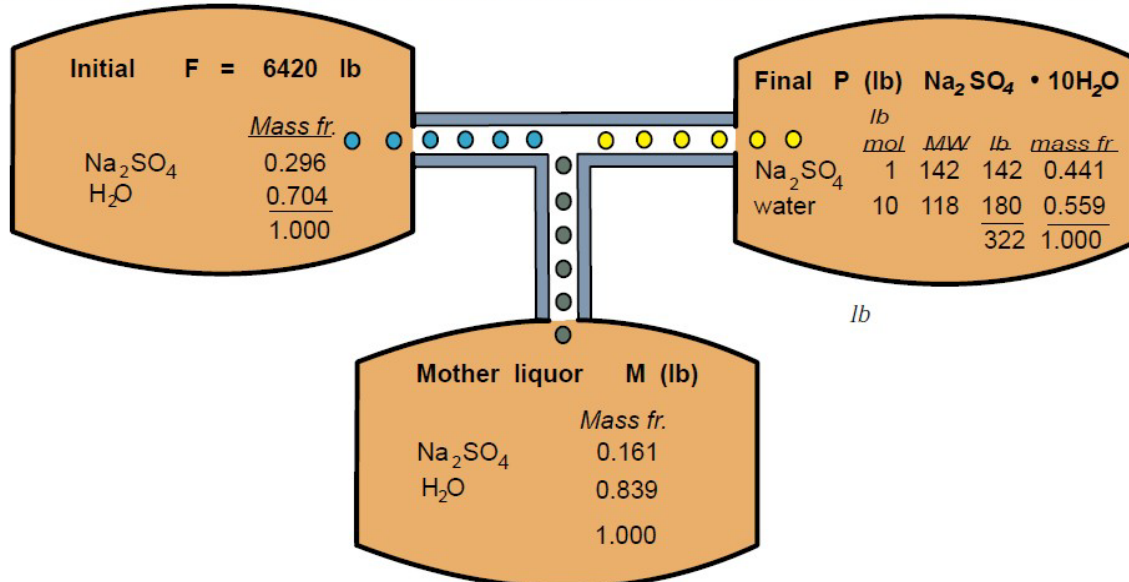 Initial F = 6420 lb
Mass fr.
Na2SO4 0.296
H2O 0.704
1.000
Final P (lb) Na2SO4 • 10H2O
lb
mol MW lb mass fr
Na2SO4 1 142 142 0.441
water 10 118 180 0.559
322 1.000
lb
Mother liquor M (lb)
Mass fr.
Na2SO4 0.161
H2O 0.839
1.000